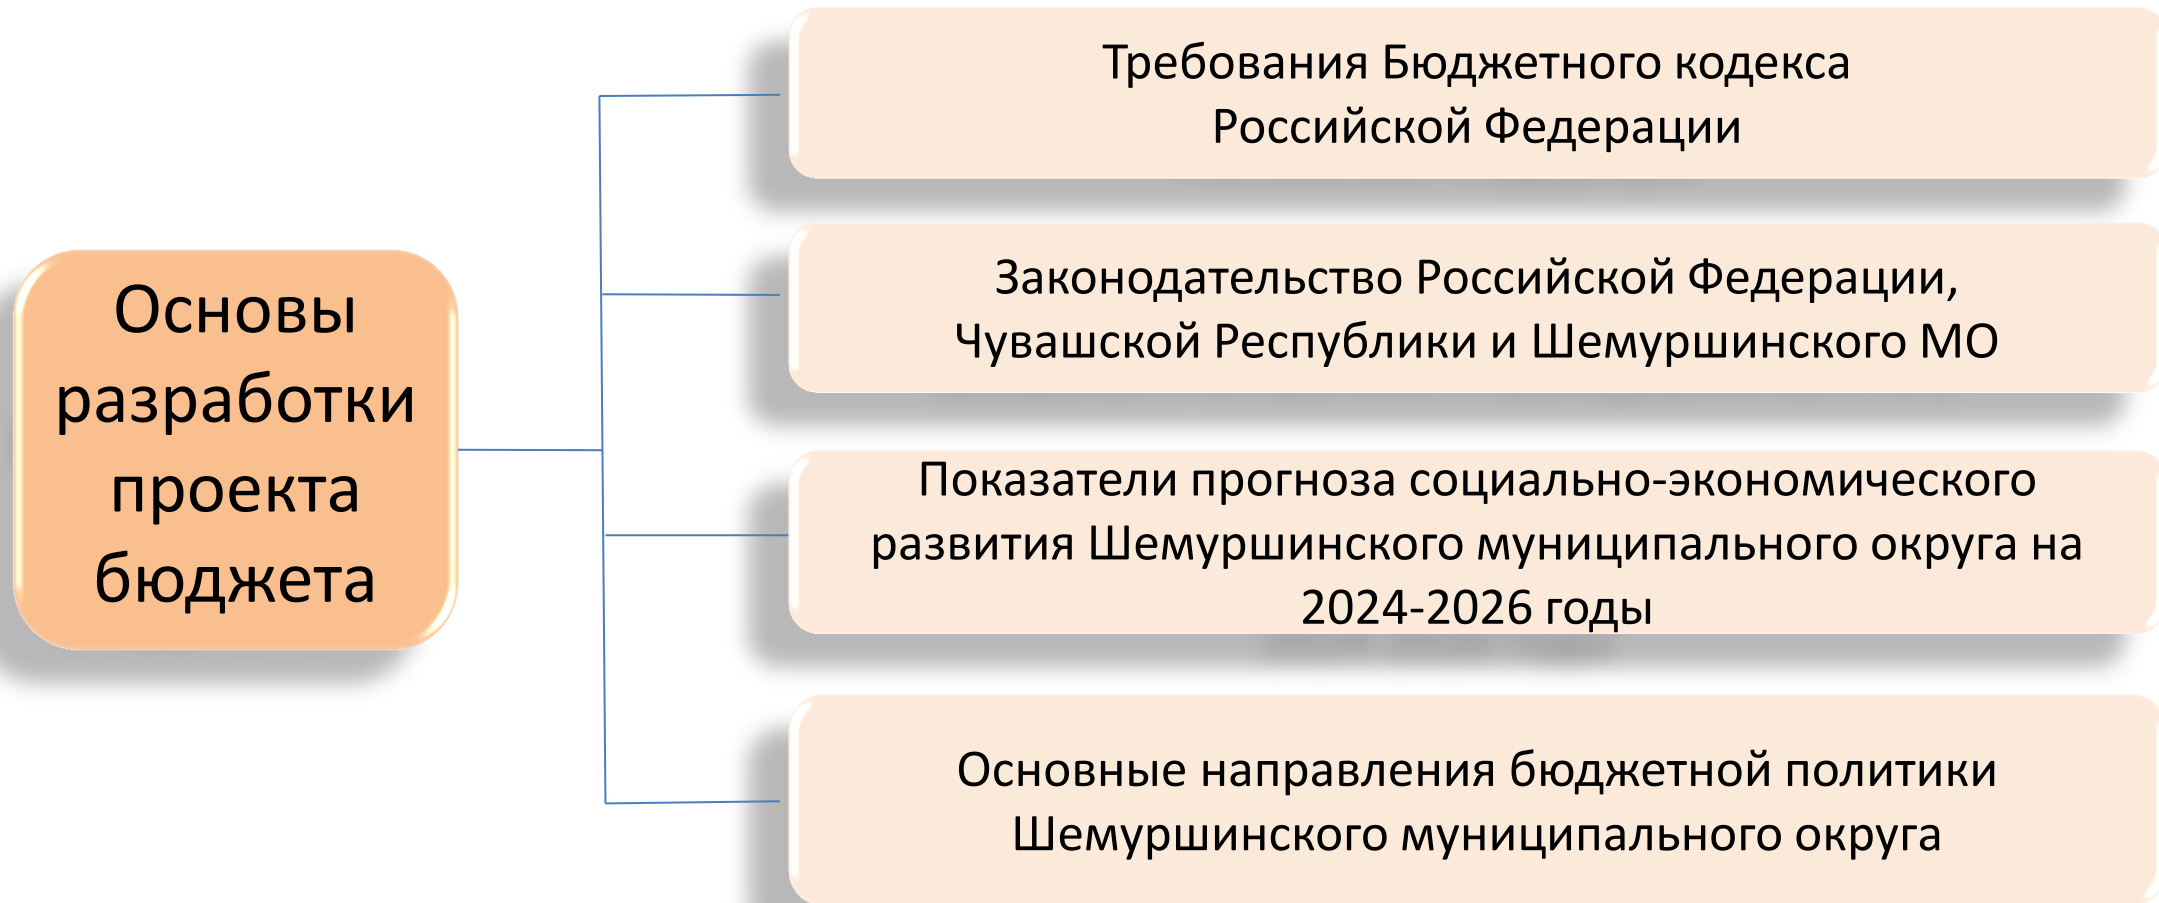 Основы
разработки
проекта
бюджета
Требования Бюджетного кодекса
Российской Федерации
Законодательство Российской Федерации,
Чувашской Республики и Шемуршинского МО
Показатели прогноза социально-экономического
развития Шемуршинского муниципального округа на
2024-2026 годы
Основные направления бюджетной политики
Шемуршинского муниципального округа